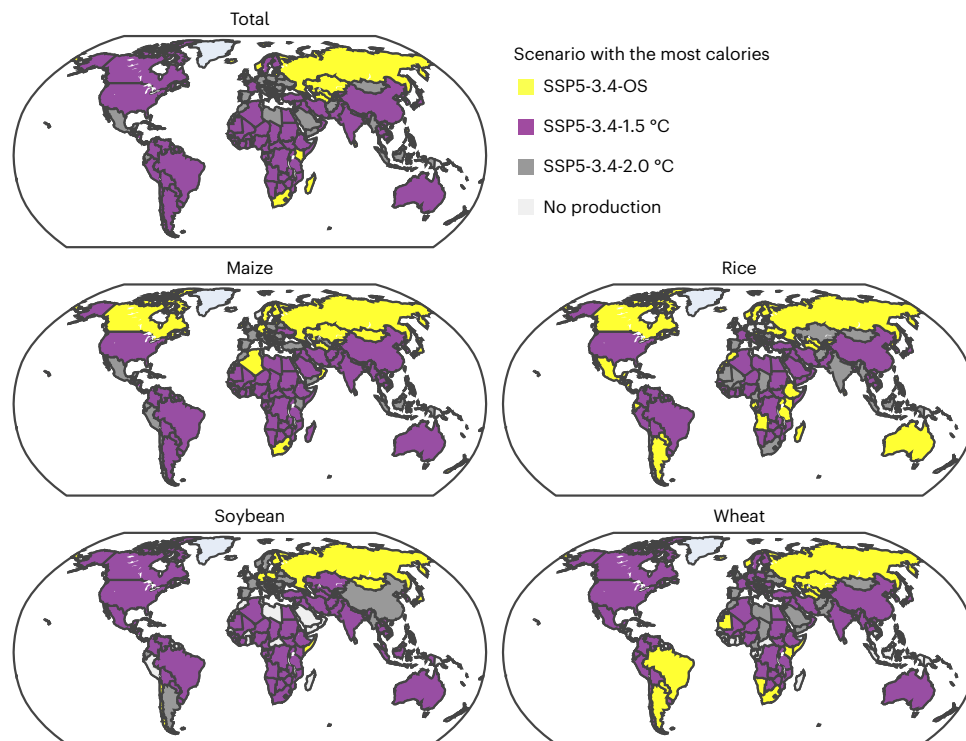 Total
Scenario with the most calories
SSP5-3.4-OS
SSP5-3.4-1.5 °C
SSP5-3.4-2.0 °C
No production
Maize
Rice
Soybean
Wheat